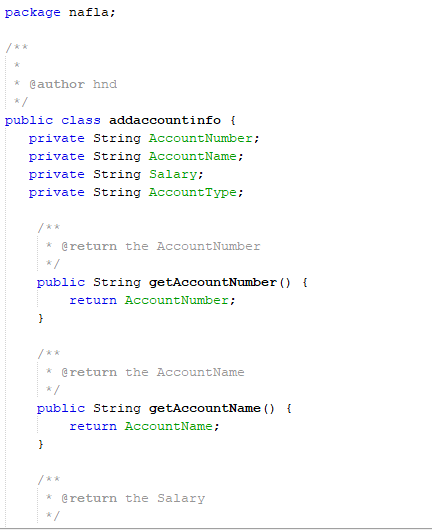 package nafla;
/**
 *
 * @author hnd
 */
public class addaccountinfo {
   private String AccountNumber;
   private String AccountName;
   private String Salary;
   private String AccountType;
    /**
     * @return the AccountNumber
     */
    public String getAccountNumber() {
        return AccountNumber;
    }
    /**
     * @return the AccountName
     */
    public String getAccountName() {
        return AccountName;
    }
    /**
     * @return the Salary
     */